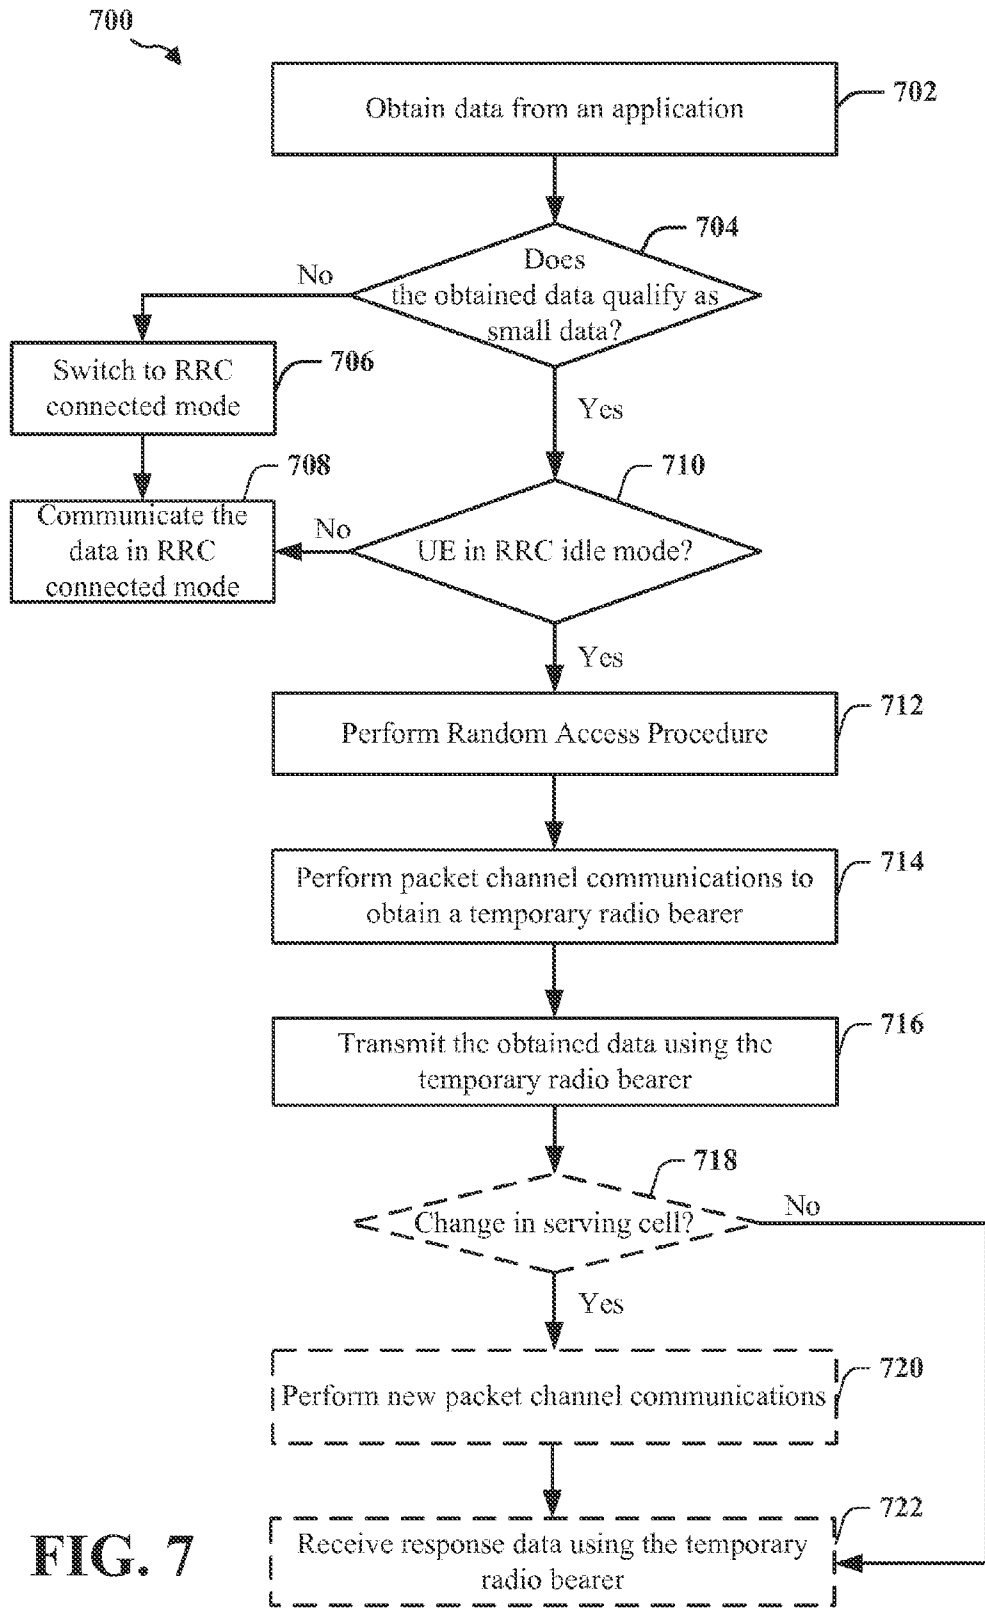 700
Obtain data from an application
702
704
Does
the obtained data qualify as
small data?
No
Yes
Switch to RRC
connected mode
706
708
Communicate the
data in RRC
connected mode
No
710
UE in RRC idle mode?
Yes
Perform Random Access Procedure
712
Perform packet channel communications to
obtain a temporary radio bearer
714
Transmit the obtained data using the
temporary radio bearer
716
718
Change in serving cell?
No
Yes
Perform new packet channel communications
720
Receive response data using the temporary
radio bearer
722
FIG. 7